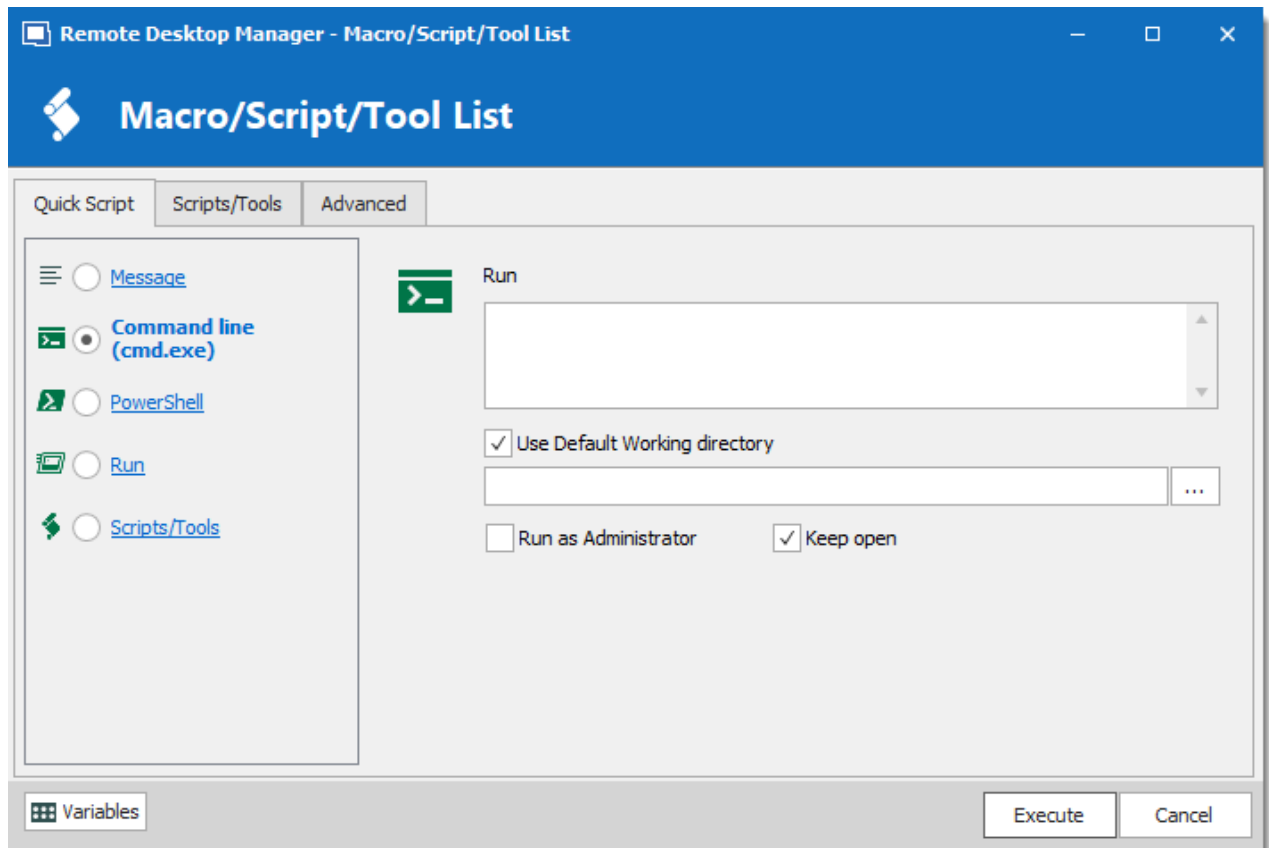 Remote Desktop Manager - Macro/Script/Tool List
Macro/Script/Tool List
Quick Script
Scripts/Tools
Advanced
Message
Command line
(cmd.exe)
PowerShell
Run
Scripts/Tools
Run
Use Default Working directory
...
Run as Administrator
Keep open
Variables
Execute
Cancel